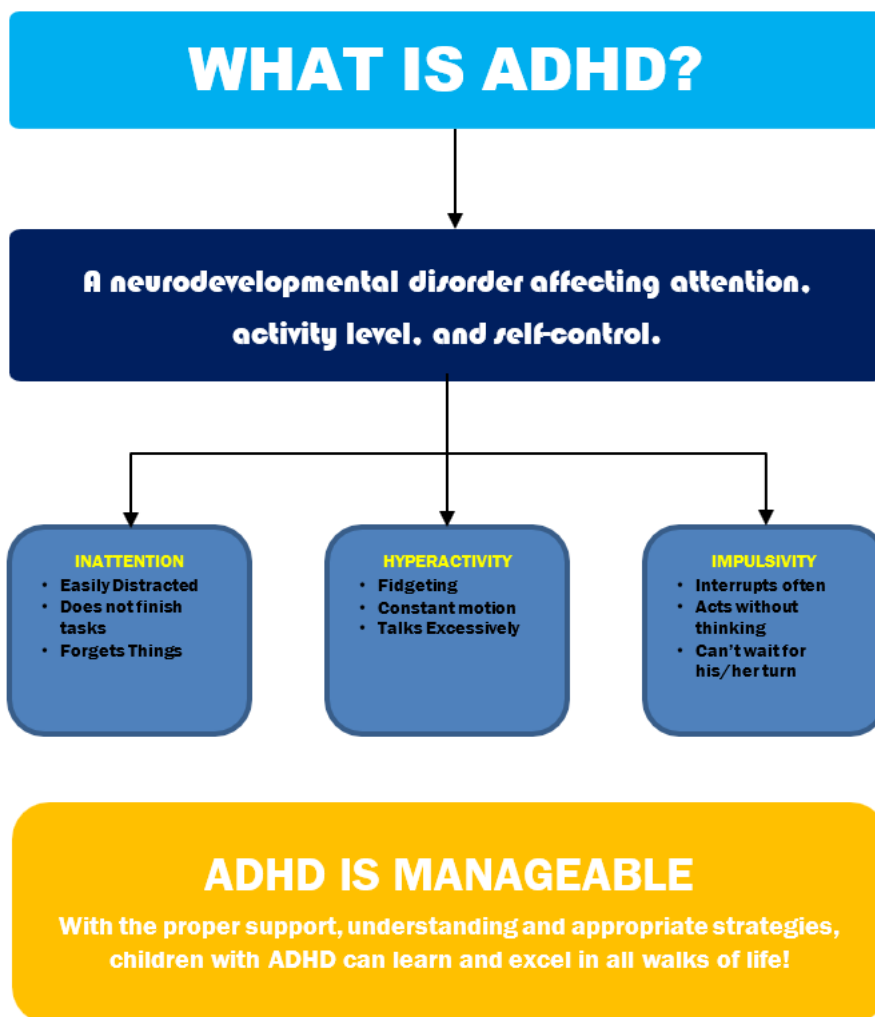 WHAT IS ADHD?
A neurodevelopmental disorder affecting attention,
activity level, and self-control.
INATTENTION
• Easily Distracted
• Does not finish
tasks
• Forgets Things
HYPERACTIVITY
• Fidgeting
• Constant motion
• Talks Excessively
IMPULSIVITY
• Interrupts often
• Acts without
thinking
• Can't wait for
his/her turn
ADHD IS MANAGEABLE
With the proper support, understanding and appropriate strategies,
children with ADHD can learn and excel in all walks of life!